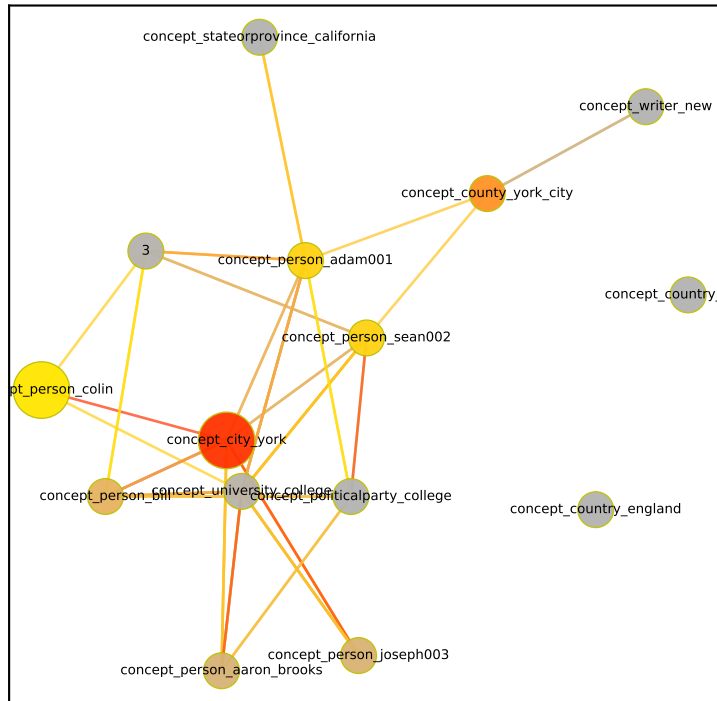 concept_stateorprovince_california
concept_writer_new
concept_county_york_city
3
concept_person_adam001
concept_country_
concept_person_sean002
pt_person_colin
concept_city_york
concept_university_college
concept_person_bill
concept_politicalparty_college
concept_country_england
concept_person_joseph003
concept_person_aaron_brooks